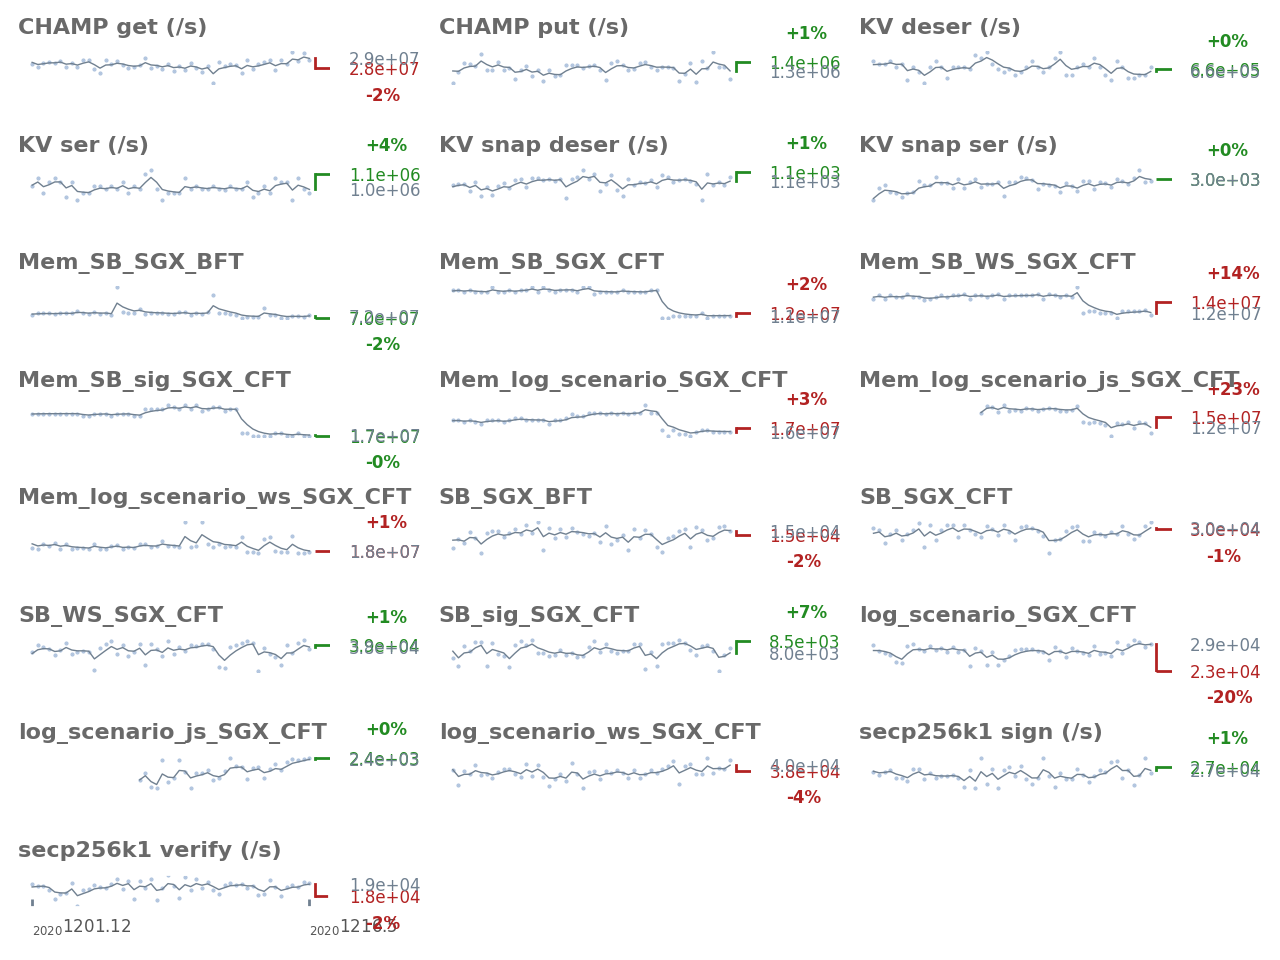 CHAMP get (/s)
2.9e+07
2.8e+07
-2%
CHAMP put (/s)
+1%
1.4e+06
1.3e+06
KV deser (/s)
+0%
6.6e+05
6.6e+05
KV ser (/s)
+4%
1.1e+06
1.0e+06
KV snap deser (/s)
+1%
1.1e+03
1.1e+03
KV snap ser (/s)
+0%
3.0e+03
Mem_SB_SGX_BFT
7.2e+07
7.0e+07
-2%
Mem_SB_SGX_CFT
+2%
1.2e+07
1.1e+07
Mem_SB_WS_SGX_CFT
+14%
1.4e+07
1.2e+07
Mem_SB_sig_SGX_CFT
1.7e+07
-0%
Mem_log_scenario_SGX_CFT
+3%
1.7e+07
1.6e+07
Mem_log_scenario_js_SGX_CFT
+23%
1.5e+07
1.2e+07
Mem_log_scenario_ws_SGX_CFT
+1%
1.8e+07
SB_SGX_BFT
1.5e+04
1.5e+04
-2%
SB_SGX_CFT
3.0e+04
3.0e+04
-1%
SB_WS_SGX_CFT
+1%
3.9e+04
3.8e+04
SB_sig_SGX_CFT
+7%
8.5e+03
8.0e+03
log_scenario_SGX_CFT
2.9e+04
2.3e+04
-20%
log_scenario_js_SGX_CFT
+0%
2.4e+03
2.4e+03
log_scenario_ws_SGX_CFT
4.0e+04
3.8e+04
-4%
secp256k1 sign (/s)
+1%
2.7e+04
2.7e+04
secp256k1 verify (/s)
1.9e+04
1.8e+04
-2%
2020 1201.12
2020